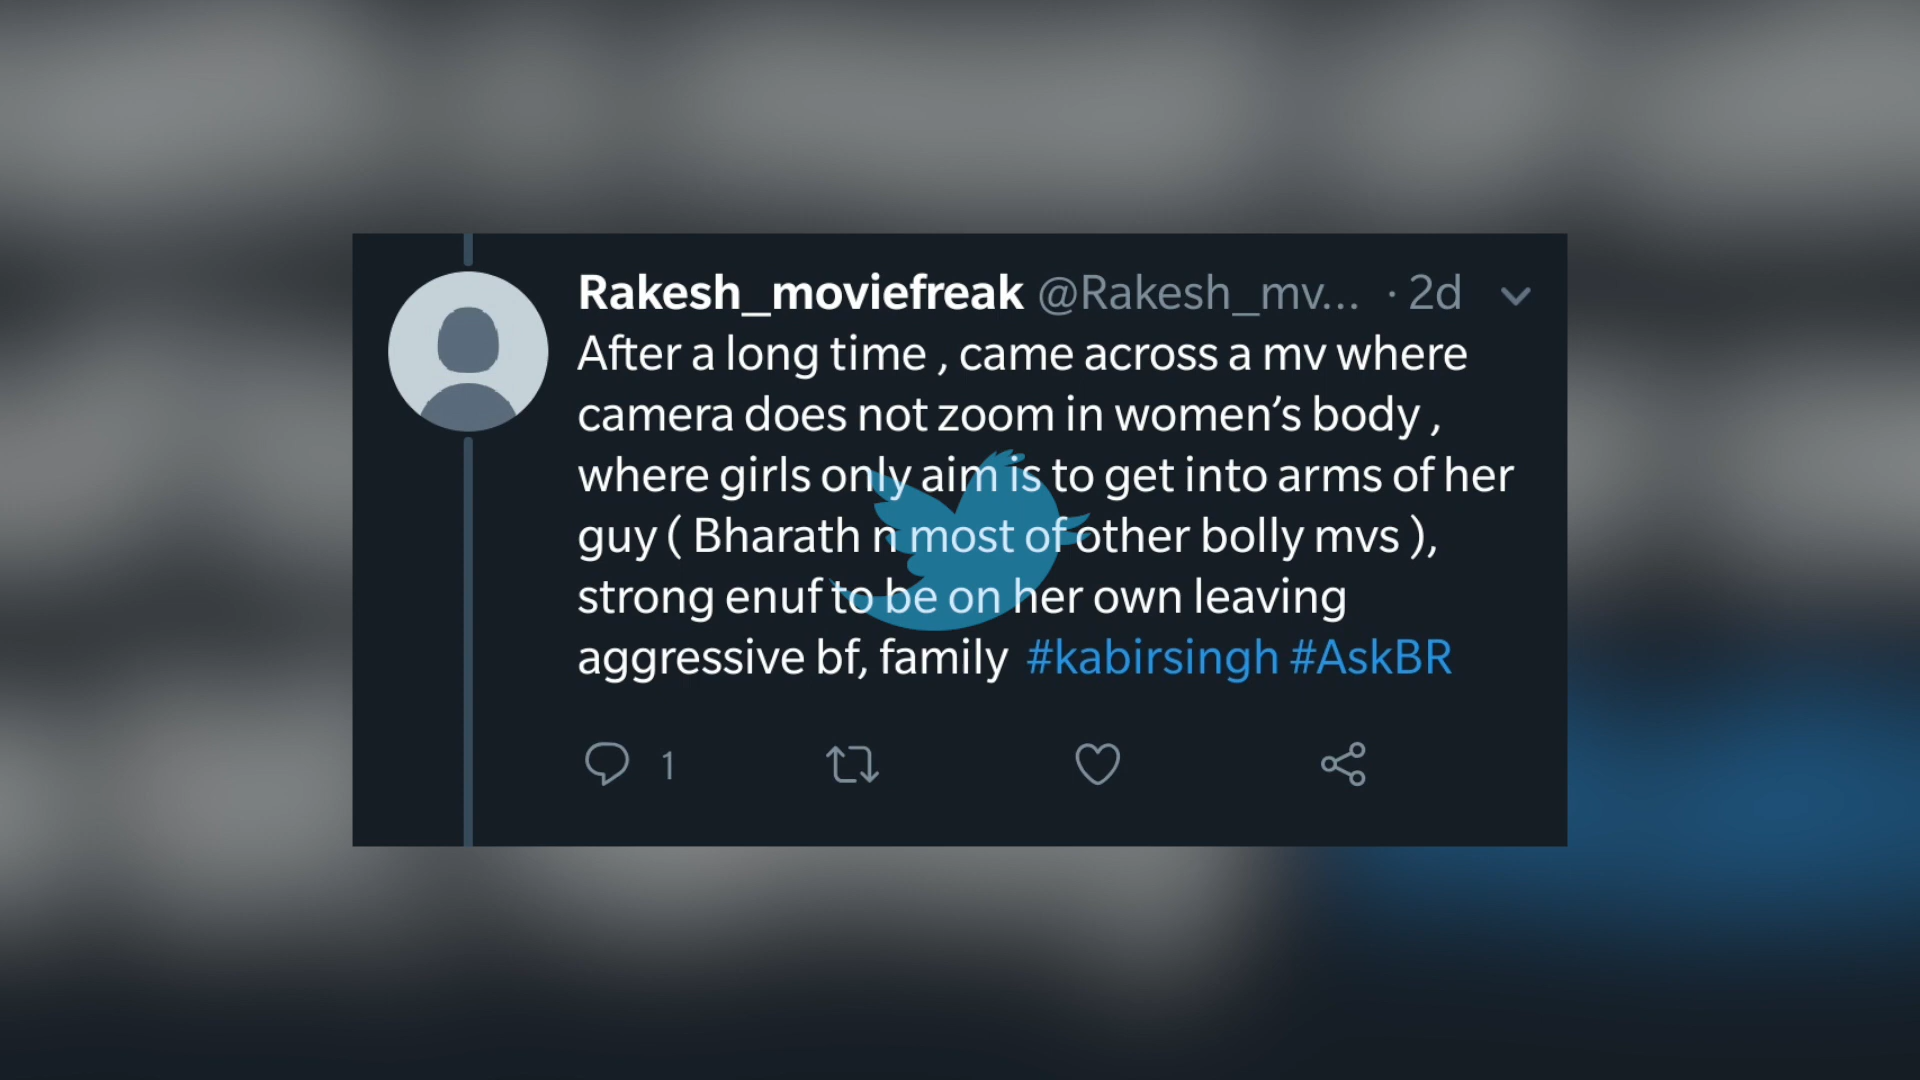 Rakesh_moviefreak @Rakesh_mv... · 2d
After a long time , came across a mv where
camera does not zoom in women’s body ,
where girls only aim is to get into arms of her
guy ( Bharath n most of other bolly mvs ),
strong enuf to be on her own leaving
aggressive bf, family #kabirsingh #AskBR
1